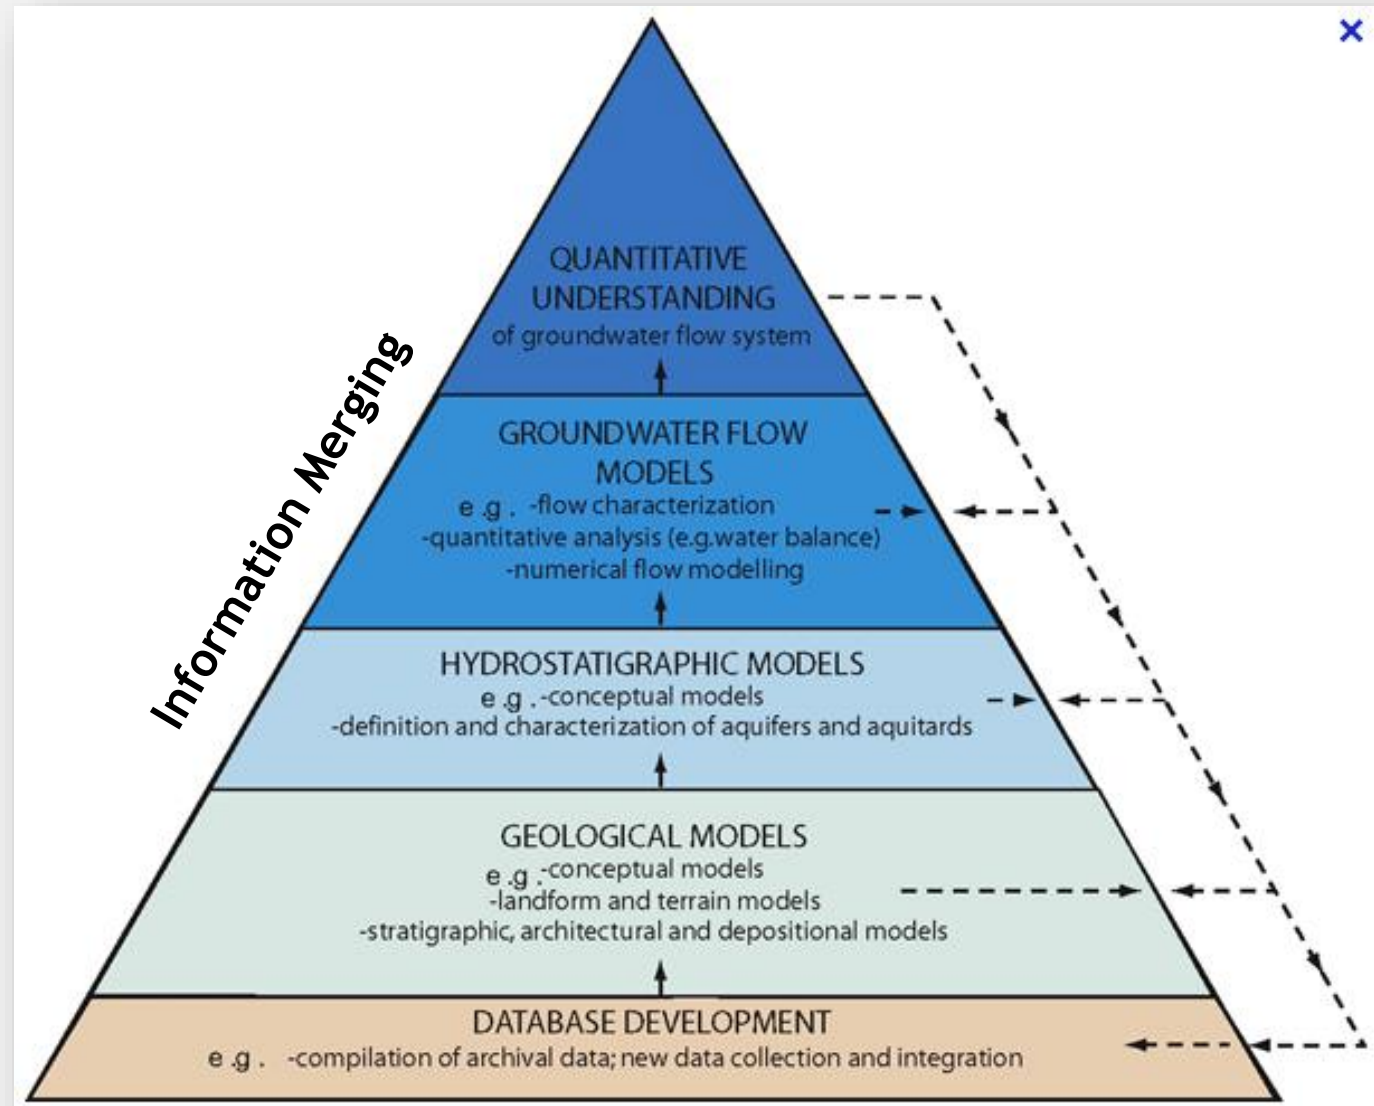 QUANTITATIVE
UNDERSTANDING
of groundwater flow system
Information Merging
GROUNDWATER FLOW
MODELS
e.g. -flow characterization
-quantitative analysis (e.g.water balance)
-numerical flow modelling
HYDROSTATIGRAPHIC MODELS
e.g.-conceptual models
-definition and characterization of aquifers and aquitards
GEOLOGICAL MODELS
e.g.-conceptual models
-landform and terrain models
-stratigraphic, architectural and depositional models
DATABASE DEVELOPMENT
e.g. -compilation of archival data; new data collection and integration